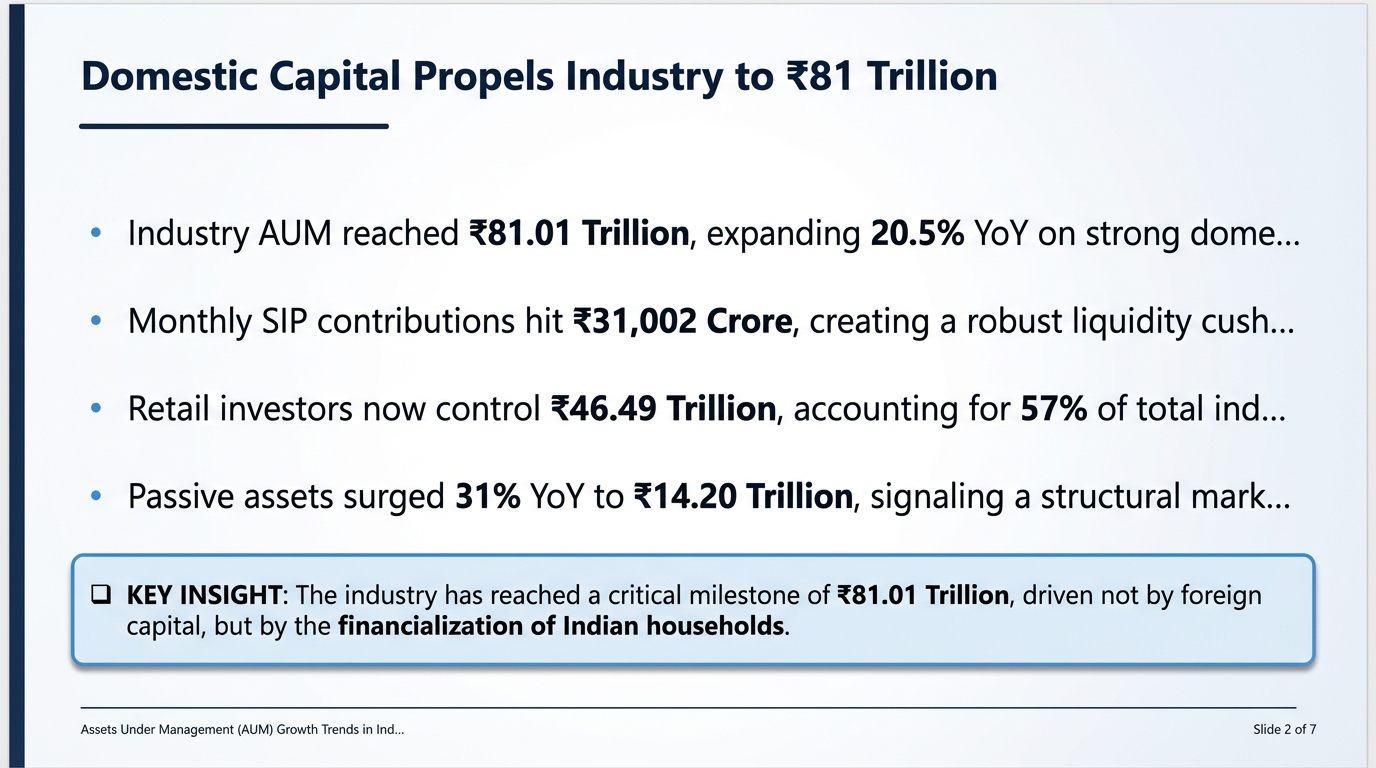 Domestic Capital Propels Industry to ₹81 Trillion
• Industry AUM reached ₹81.01 Trillion, expanding 20.5% YoY on strong dome...
• Monthly SIP contributions hit ₹31,002 Crore, creating a robust liquidity cush...
• Retail investors now control ₹46.49 Trillion, accounting for 57% of total ind...
• Passive assets surged 31% YoY to ₹14.20 Trillion, signaling a structural mark...
❑ KEY INSIGHT: The industry has reached a critical milestone of ₹81.01 Trillion, driven not by foreign
capital, but by the financialization of Indian households.
Assets Under Management (AUM) Growth Trends in Ind...
Slide 2 of 7